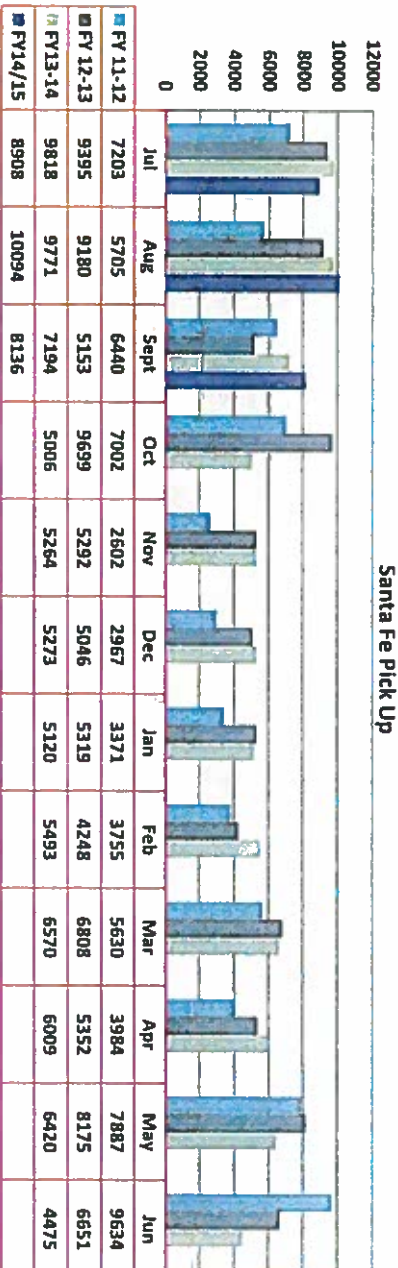 Santa Fe Pick Up
12000
10000
8000
6000
4000
2000
0
Jul Aug Sept Oct Nov Dec Jan Feb Mar Apr May Jun
FY 11-12 7203 5705 6440 7002 2602 2967 3371 3755 5630 3984 7887 9634
FY 12-13 9395 9180 5153 9699 5292 5046 5319 4248 6808 5352 8175 6651
FY13-14 9818 9771 7194 5006 5264 5273 5120 5493 6570 6009 6420 4475
FY14/15 8908 10094 8136